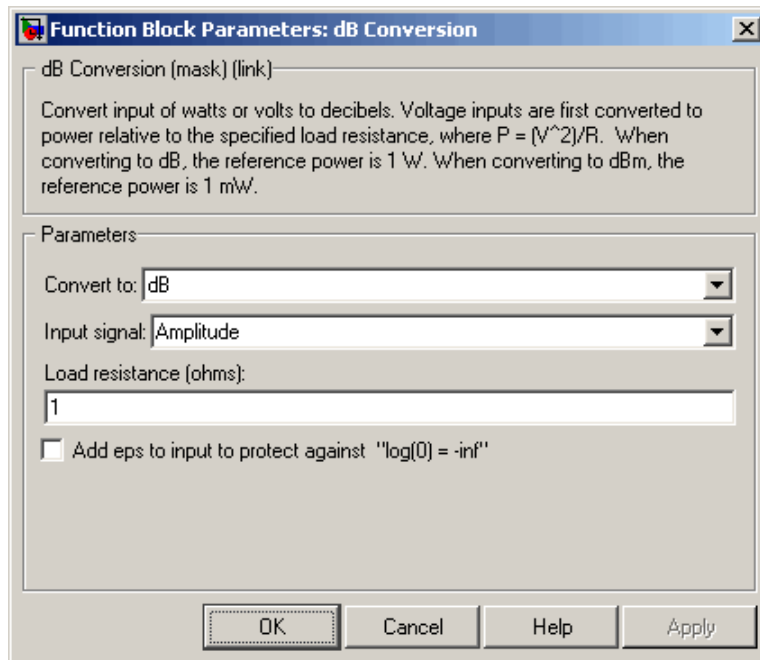 Function Block Parameters: dB Conversion
dB Conversion (mask) (link)
Convert input of watts or volts to decibels. Voltage inputs are first converted to
power relative to the specified load resistance, where P = (V^2)/R.  When
converting to dB, the reference power is 1 W. When converting to dBm, the
reference power is 1 mW.
Parameters
Convert to: dB
Input signal: Amplitude
Load resistance (ohms):
1
Add eps to input to protect against  "log(0) = -inf"
OK Cancel Help Apply